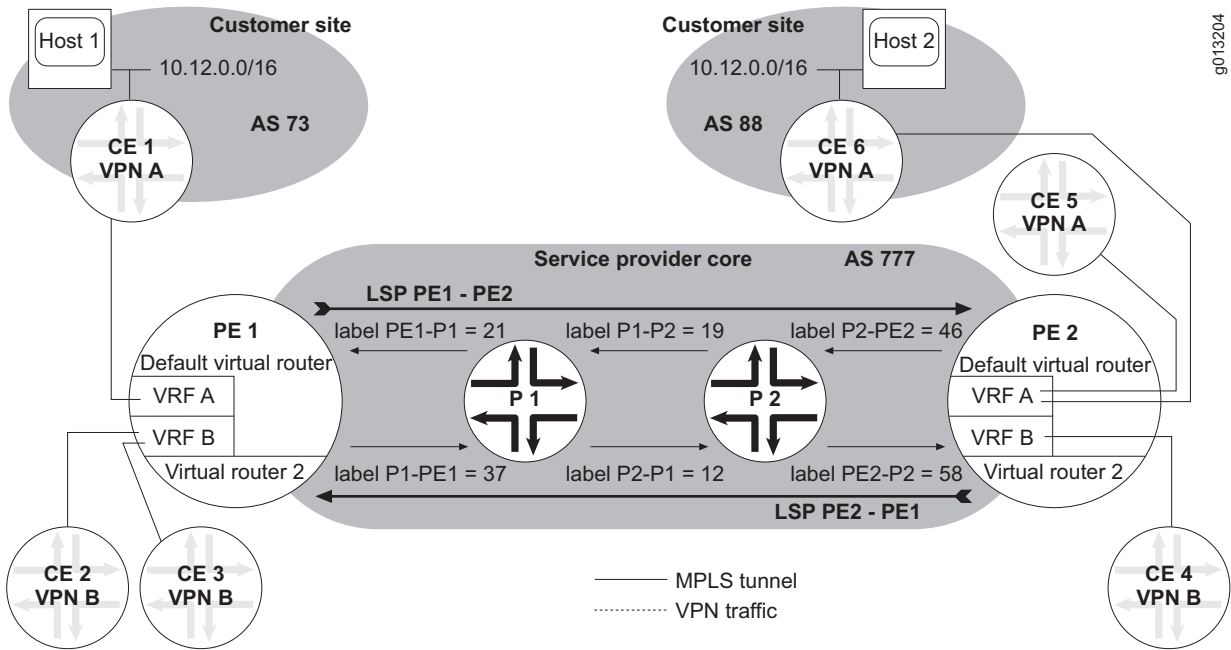 Host 1
Customer site
10.12.0.0/16
AS 73
CE 1
VPN A
Customer site
Host 2
10.12.0.0/16
AS 88
CE 6
VPN A
g013204
CE 5
VPN A
Service provider core AS 777
LSP PE1 - PE2
label PE1-P1 = 21 label P1-P2 = 19 label P2-PE2 = 46
PE 1
Default virtual router
VRF A
VRF B
Virtual router 2
P 1
P 2
PE 2
Default virtual router
VRF A
VRF B
Virtual router 2
label P1-PE1 = 37 label P2-P1 = 12 label PE2-P2 = 58
LSP PE2 - PE1
CE 2
VPN B
CE 3
VPN B
MPLS tunnel
VPN traffic
CE 4
VPN B